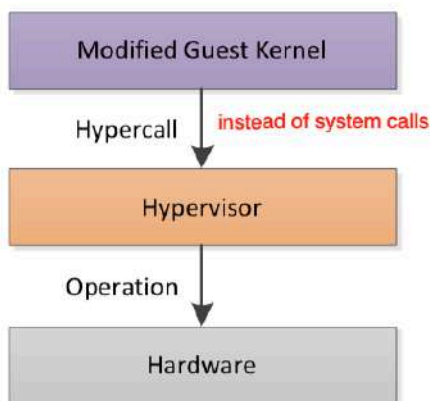 Modified Guest Kernel
Hypercall
instead of system calls
Hypervisor
Operation
Hardware